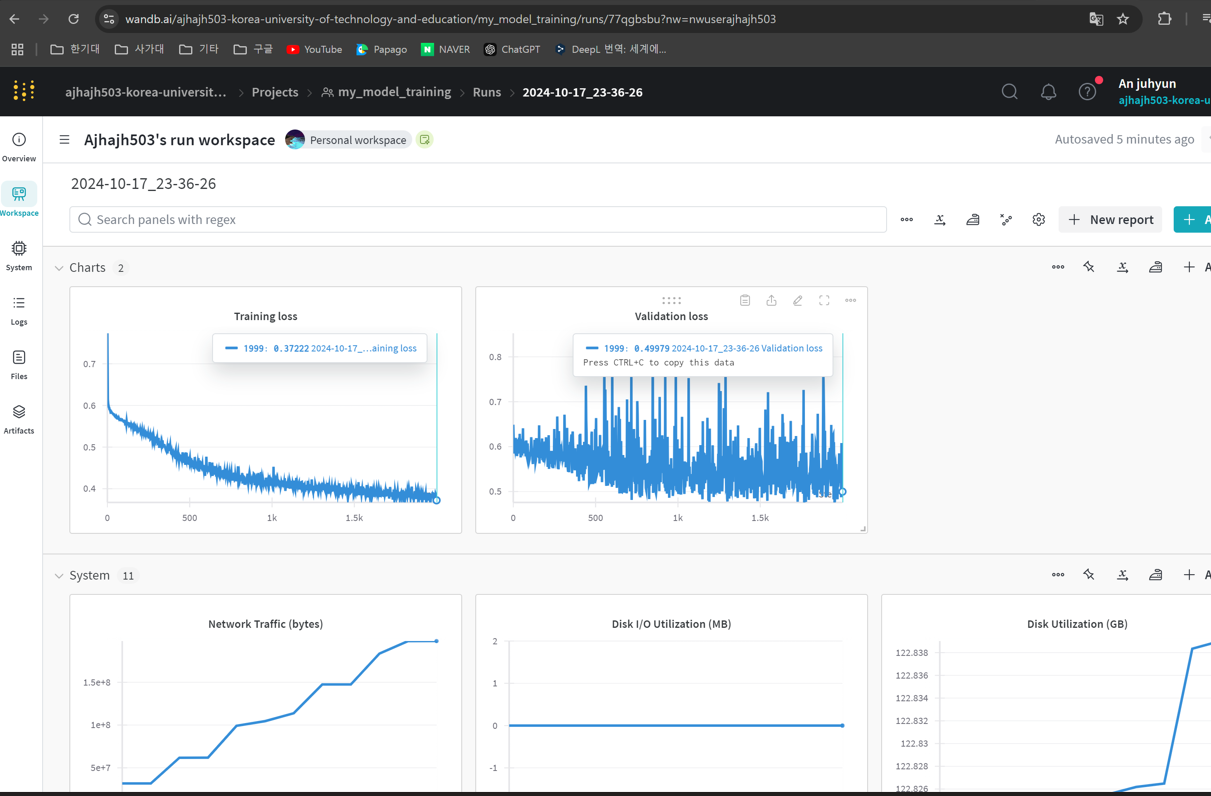 wandb.ai/ajhajh503-korea-university-of-technology-and-education/my_model_training/runs/77qgbsbu?nw=nwuserajhajh503
한기대 사가대 기타 구글 YouTube Papago NAVER ChatGPT DeepL 번역: 세계에...
ajhajh503-korea-universit... Projects my_model_training Runs 2024-10-17_23-36-26
An juhyun
ajhajh503-korea-u
Ajhajh503's run workspace Personal workspace Autosaved 5 minutes ago
Overview
Workspace
System
Logs
Files
Artifacts
2024-10-17_23-36-26
Search panels with regex
New report
A
Charts 2
A
Training loss
1999: 0.37222 2024-10-17_...aining loss
0.7
0.6
0.5
0.4
0 500 1k 1.5k
Validation loss
1999: 0.49979 2024-10-17_23-36-26 Validation loss
Press CTRL+C to copy this data
0.8
0.7
0.6
0.5
0 500 1k 1.5k
System 11
A
Network Traffic (bytes)
1.5e+8
1e+8
5e+7
Disk I/O Utilization (MB)
2
1
0
-1
Disk Utilization (GB)
122.838
122.836
122.834
122.832
122.83
122.828
122.826